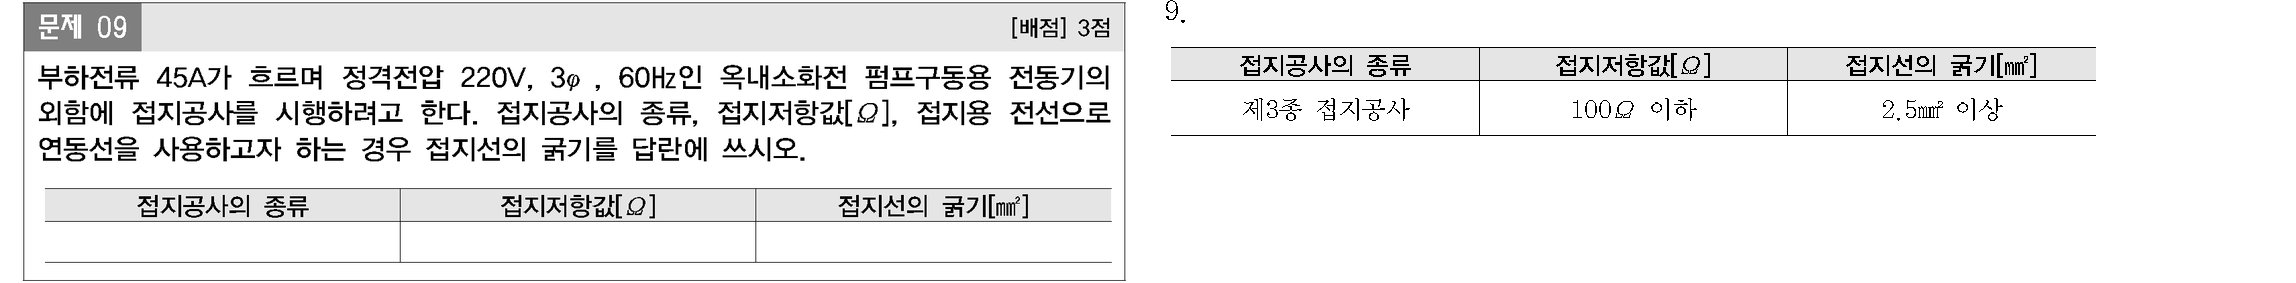 문제 09 [배점] 3점
부하전류 45A가 흐르며 정격전압 220V, 3φ , 60㎐인 옥내소화전 펌프구동용 전동기의
외함에 접지공사를 시행하려고 한다. 접지공사의 종류, 접지저항값[Ω], 접지용 전선으로
연동선을 사용하고자 하는 경우 접지선의 굵기를 답란에 쓰시오.
접지공사의 종류 접지저항값[Ω] 접지선의 굵기[㎟]
9.
접지공사의 종류 접지저항값[Ω] 접지선의 굵기[㎟]
제3종 접지공사 100Ω 이하 2.5㎟ 이상